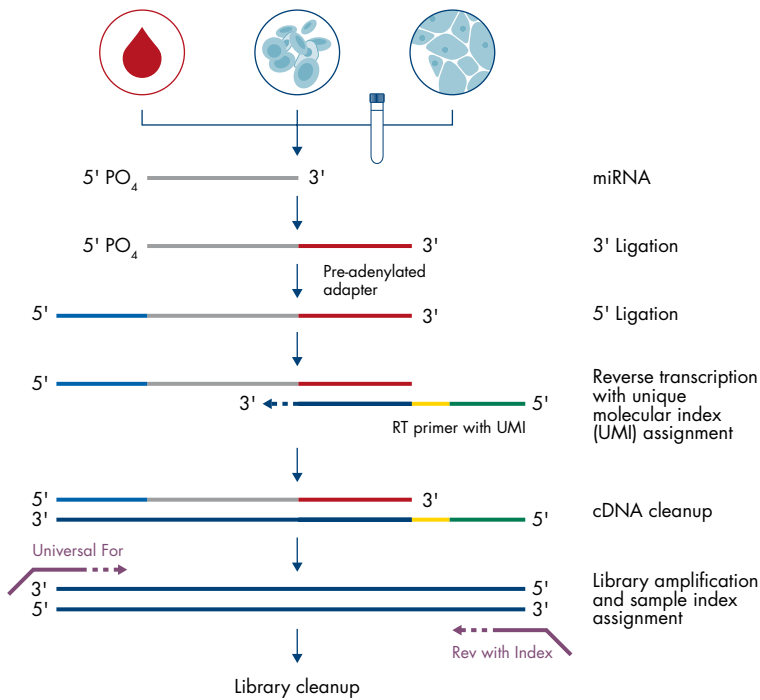 5' PO4 3' miRNA
5' PO4 3' 3' Ligation
Pre-adenylated
adapter
5' 3' 5' Ligation
5'
3' 5'
RT primer with UMI
Reverse transcription
with unique
molecular index
(UMI) assignment
5' 3'
3' 5'
cDNA cleanup
Universal For
3' 5'
5' 3'
Library amplification
and sample index
assignment
Rev with Index
Library cleanup